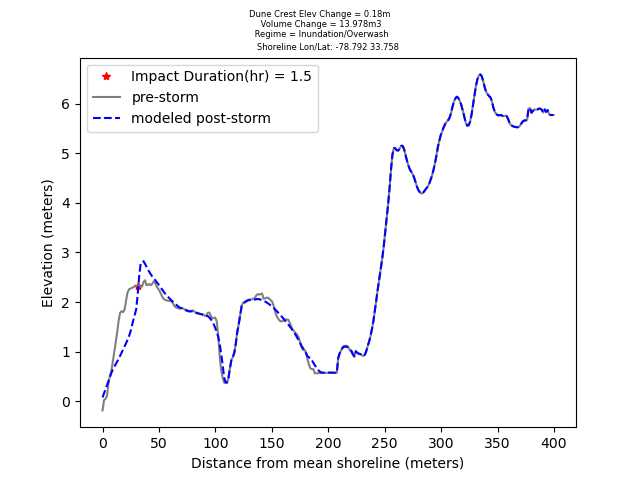 Dune Crest Elev Change = 0.18m
Volume Change = 13.978m3
Regime = Inundation/Overwash
Shoreline Lon/Lat: -78.792 33.758
Impact Duration(hr) = 1.5
pre-storm
modeled post-storm
Elevation (meters)
6
5
4
3
2
1
0
0 50 100 150 200 250 300 350 400
Distance from mean shoreline (meters)